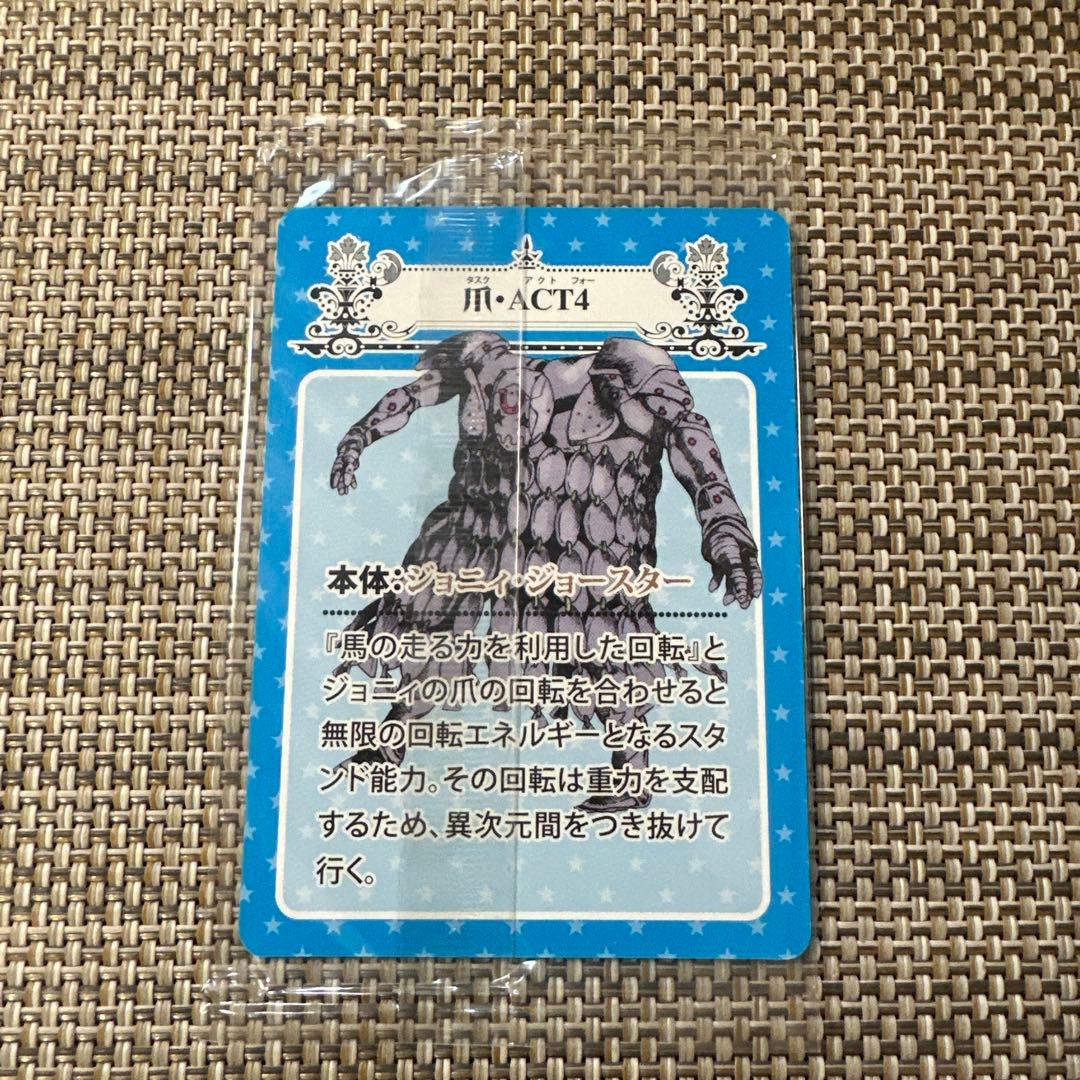 タスク アクト フォー
爪・ACT4
本体：ジョニィ・ジョースター
『馬の走る力を利用した回転』と
ジョニィの爪の回転を合わせると
無限の回転エネルギーとなるスタ
ンド能力。その回転は重力を支配
するため、異次元間をつき抜けて
行く。